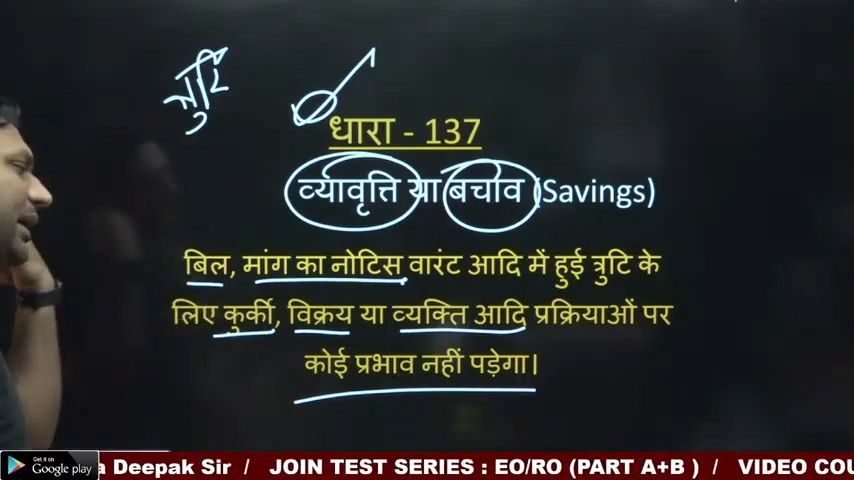 त्रुटि
धारा - 137
व्यावृत्ति या बचाव (Savings)
बिल, मांग का नोटिस वारंट आदि में हुई त्रुटि के
लिए कुर्की, विक्रय या व्यक्ति आदि प्रक्रियाओं पर
कोई प्रभाव नहीं पड़ेगा।
Get it on
Google play
a Deepak Sir / JOIN TEST SERIES : EO/RO (PART A+B ) / VIDEO COU